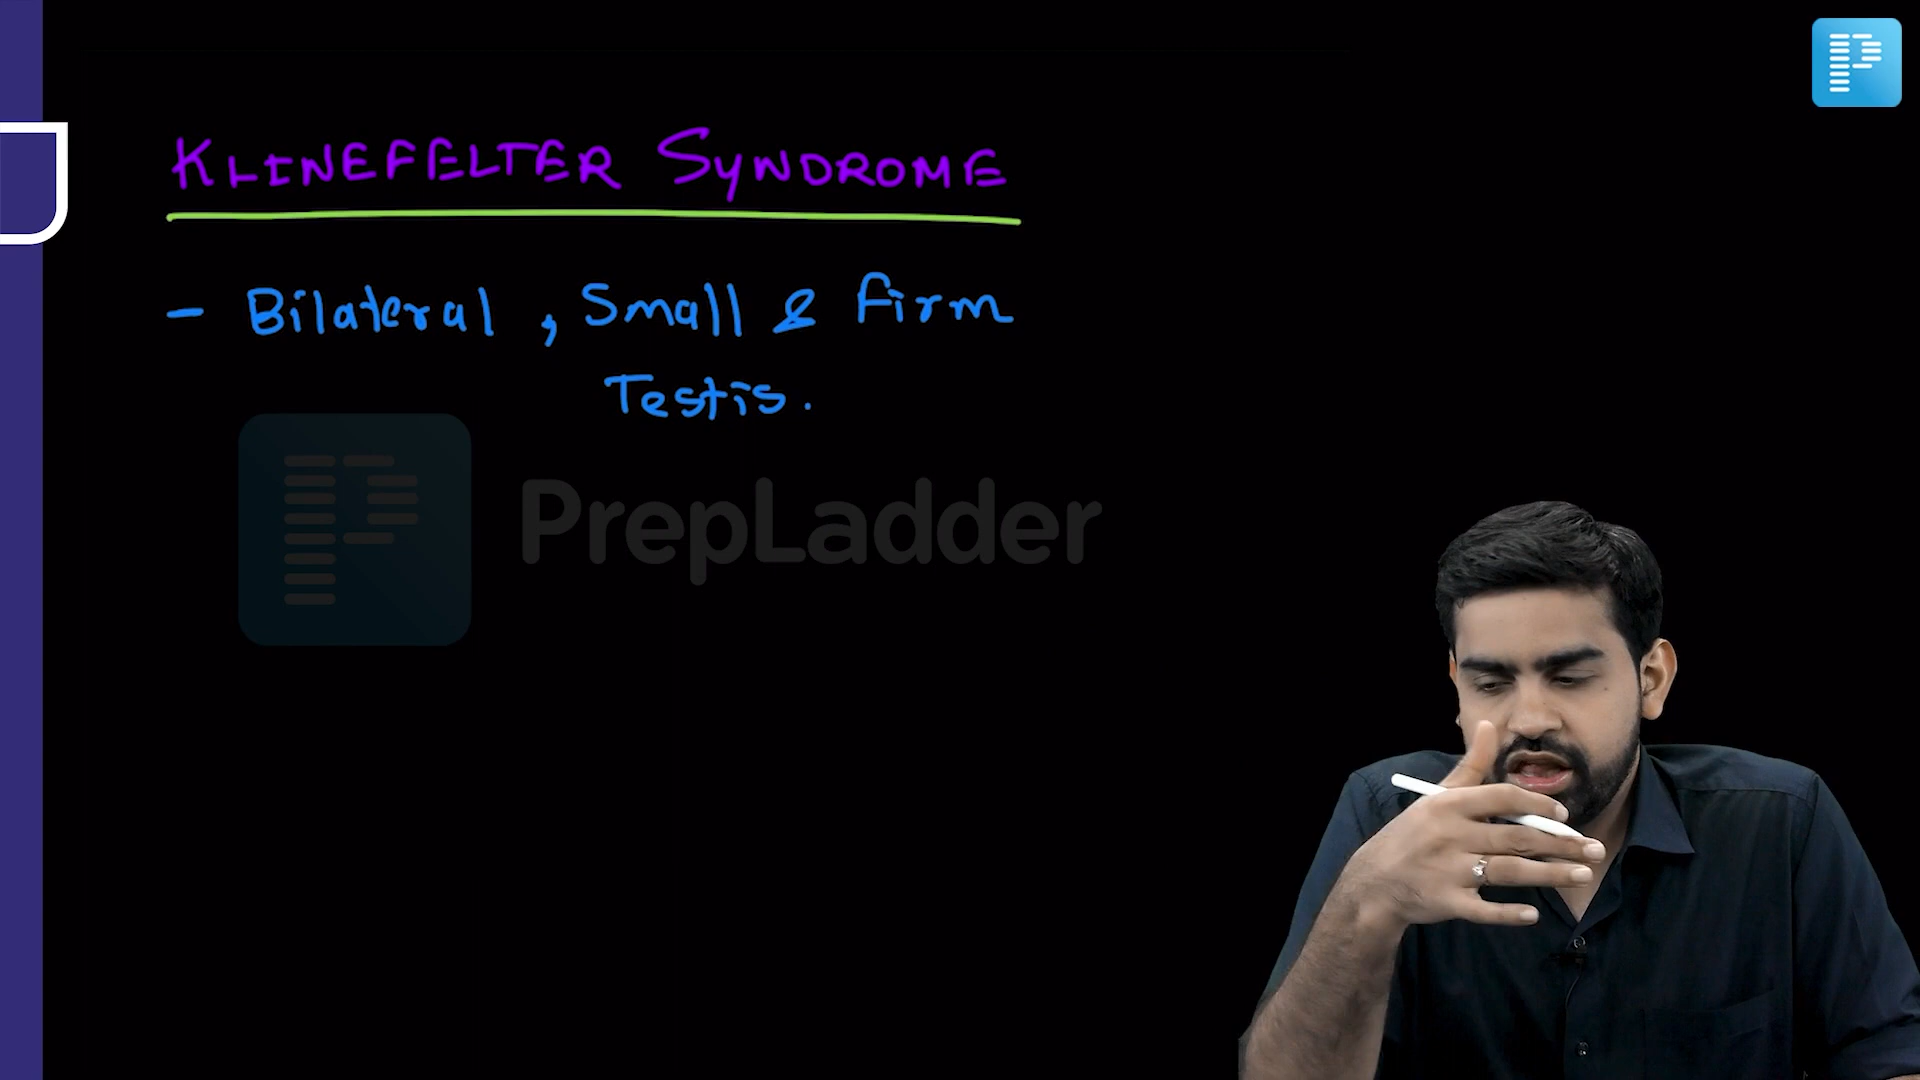 KLINEFELTER SYNDROME
- Bilateral, Small & Firm
Testis.
PrepLadder